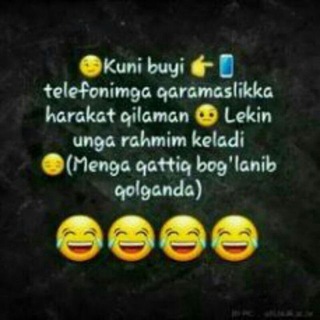 😏Kuni buyi 👉📱
telefonimga qaramaslikka
harakat qilaman 😐 Lekin
unga rahmim keladi
😔(Menga qattiq bog'lanib
qolganda)
😂😂😂😂